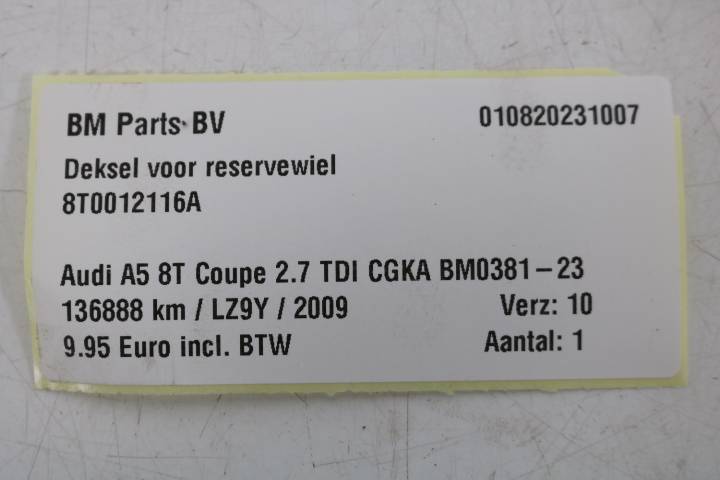 BM Parts BV 010820231007
Deksel voor reservewiel
8T0012116A
Audi A5 8T Coupe 2.7 TDI CGKA BM0381-23
136888 km / LZ9Y / 2009 Verz: 10
9.95 Euro incl. BTW Aantal: 1